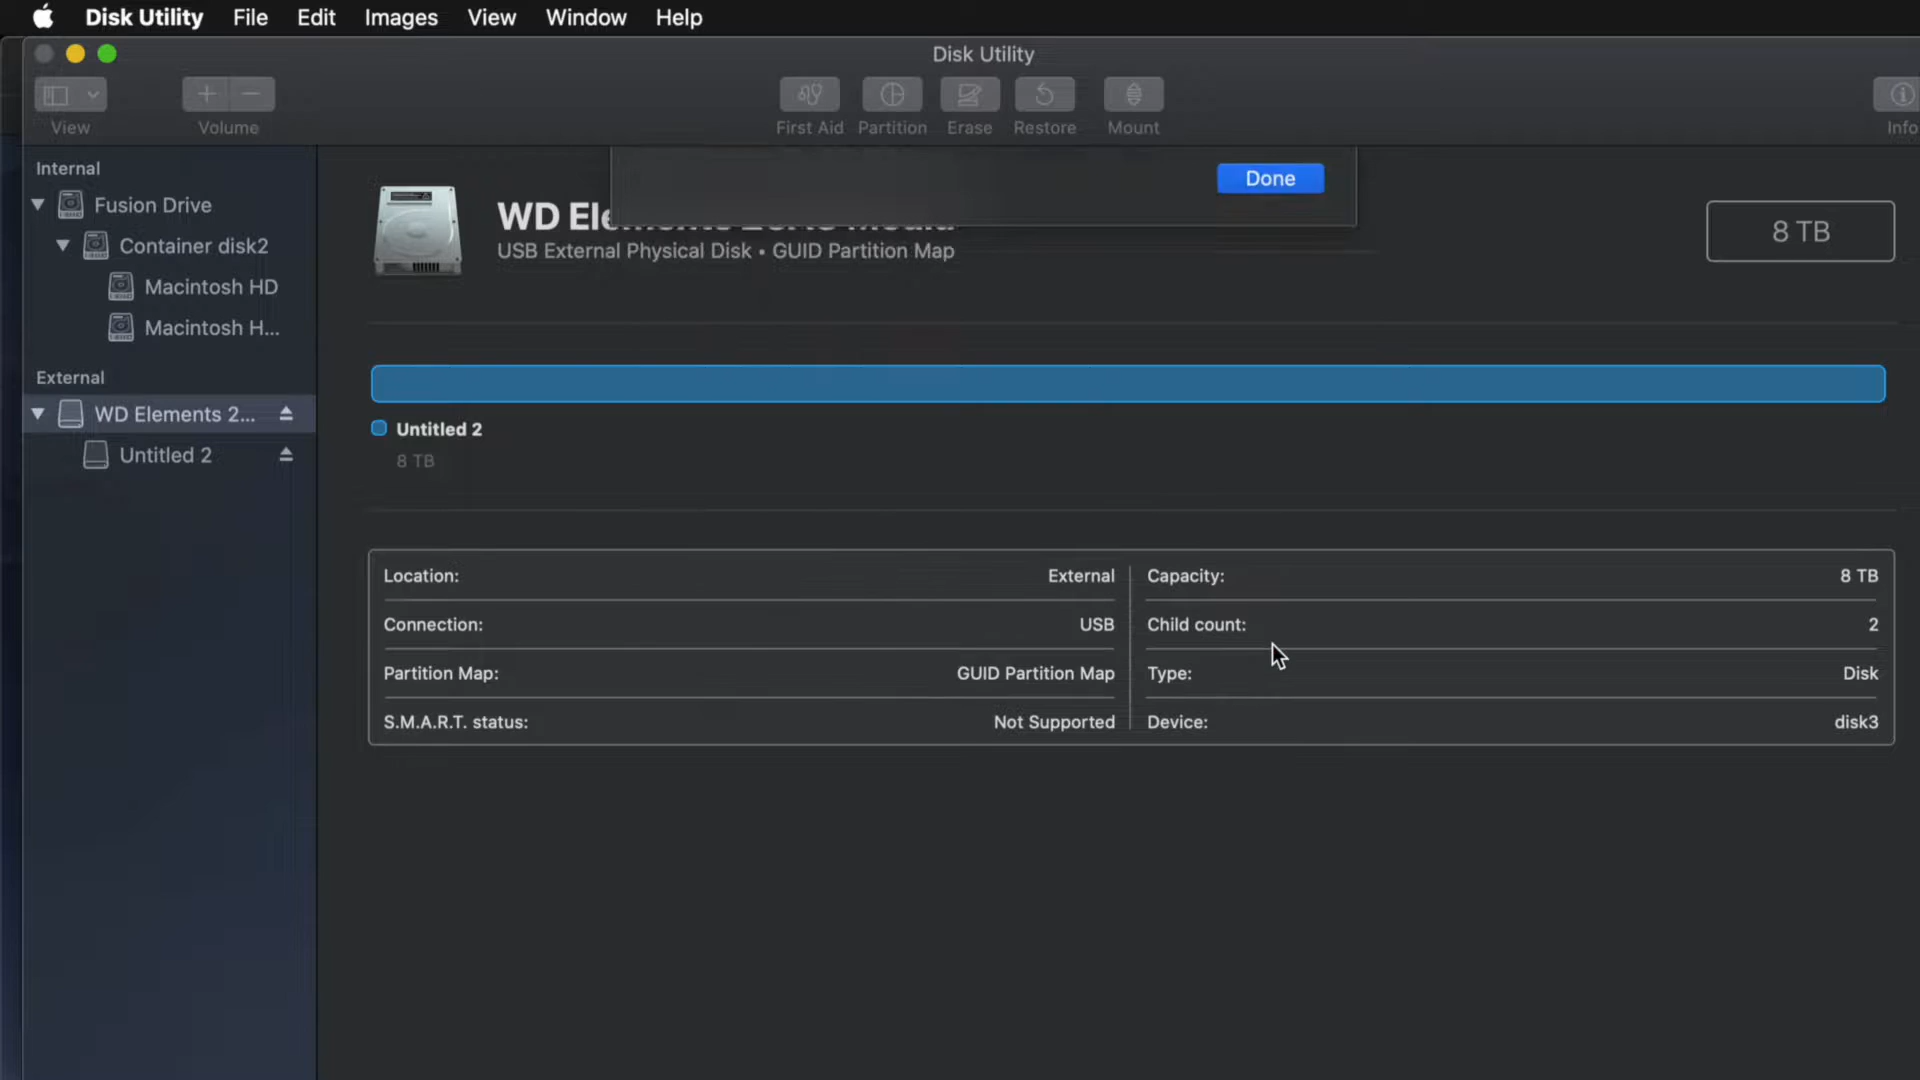 Disk Utility File Edit Images View Window Help
Disk Utility
View Volume First Aid Partition Erase Restore Mount Info
Internal
Fusion Drive
Container disk2
Macintosh HD
Macintosh H...
External
WD Elements 2...
Untitled 2
Done
WD
USB External Physical Disk • GUID Partition Map
8 TB
Untitled 2
8 TB
Location: External
Connection: USB
Partition Map: GUID Partition Map
S.M.A.R.T. status: Not Supported
Capacity: 8 TB
Child count: 2
Type: Disk
Device: disk3